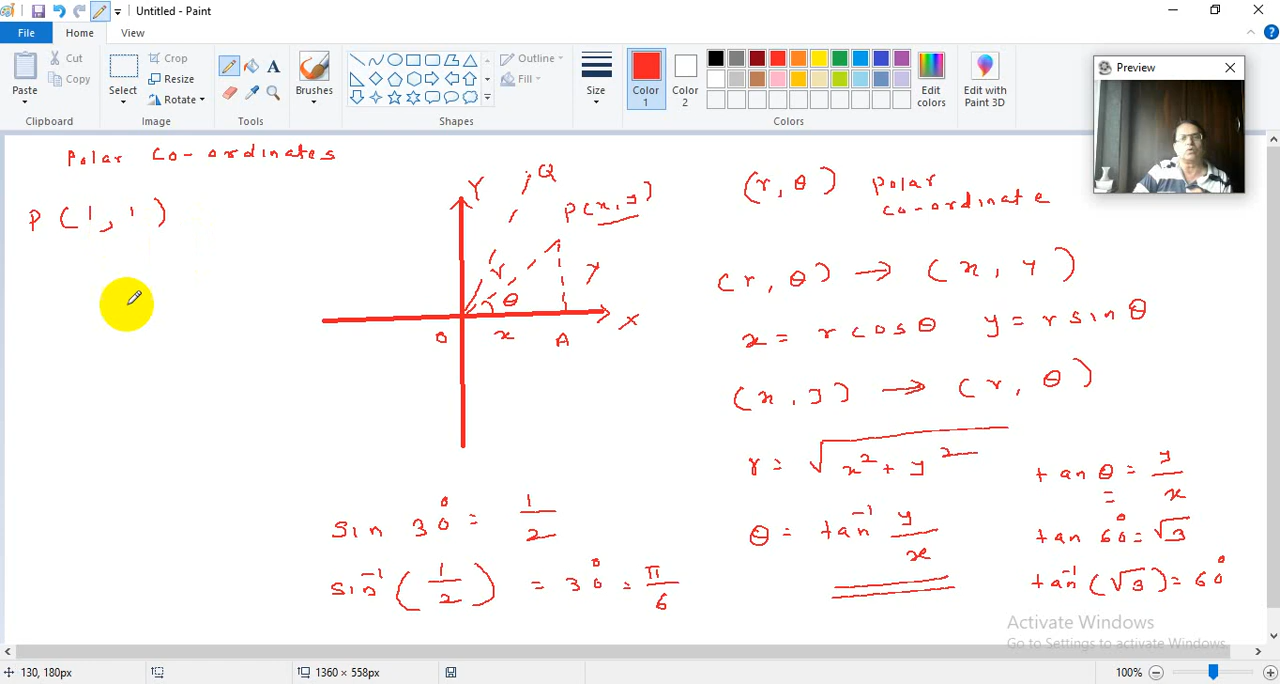 Untitled - Paint
File Home View
Paste
Cut
Copy
Clipboard
Select
Crop
Resize
Rotate
Image
A
Tools
Brushes
Outline
Fill
Shapes
Size
Color 1
Color 2
Edit colors
Colors
Edit with Paint 3D
Preview
Polar Co-ordinates
P (1, 1)
Y
Q
P(x, y)
r
θ
y
O
x
A
X
sin 30° = 1/2
sin⁻¹ (1/2) = 30° = π/6
(r, θ) Polar
co-ordinate
(r, θ) → (x, y)
x = r cosθ y = r sinθ
(x, y) → (r, θ)
r = √x² + y²
θ = tan⁻¹ y/x
tan θ = y/x
tan 60° = √3
tan⁻¹ (√3) = 60°
Activate Windows
Go to Settings to activate Windows.
130, 180px
1360 × 558px
100%